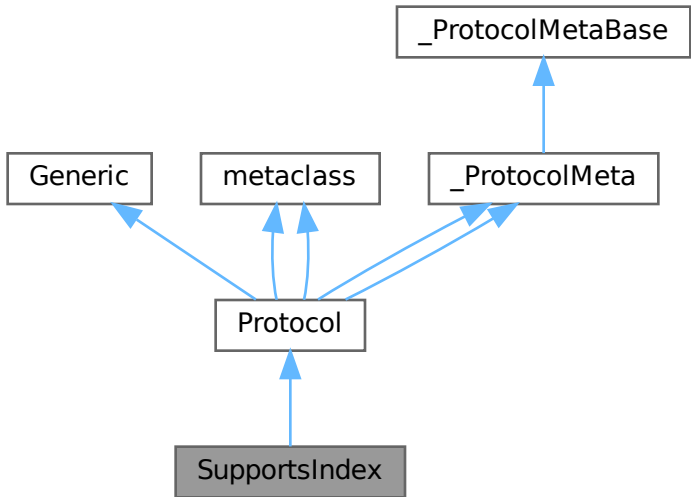 _ProtocolMetaBase
Generic
metaclass
_ProtocolMeta
Protocol
SupportsIndex